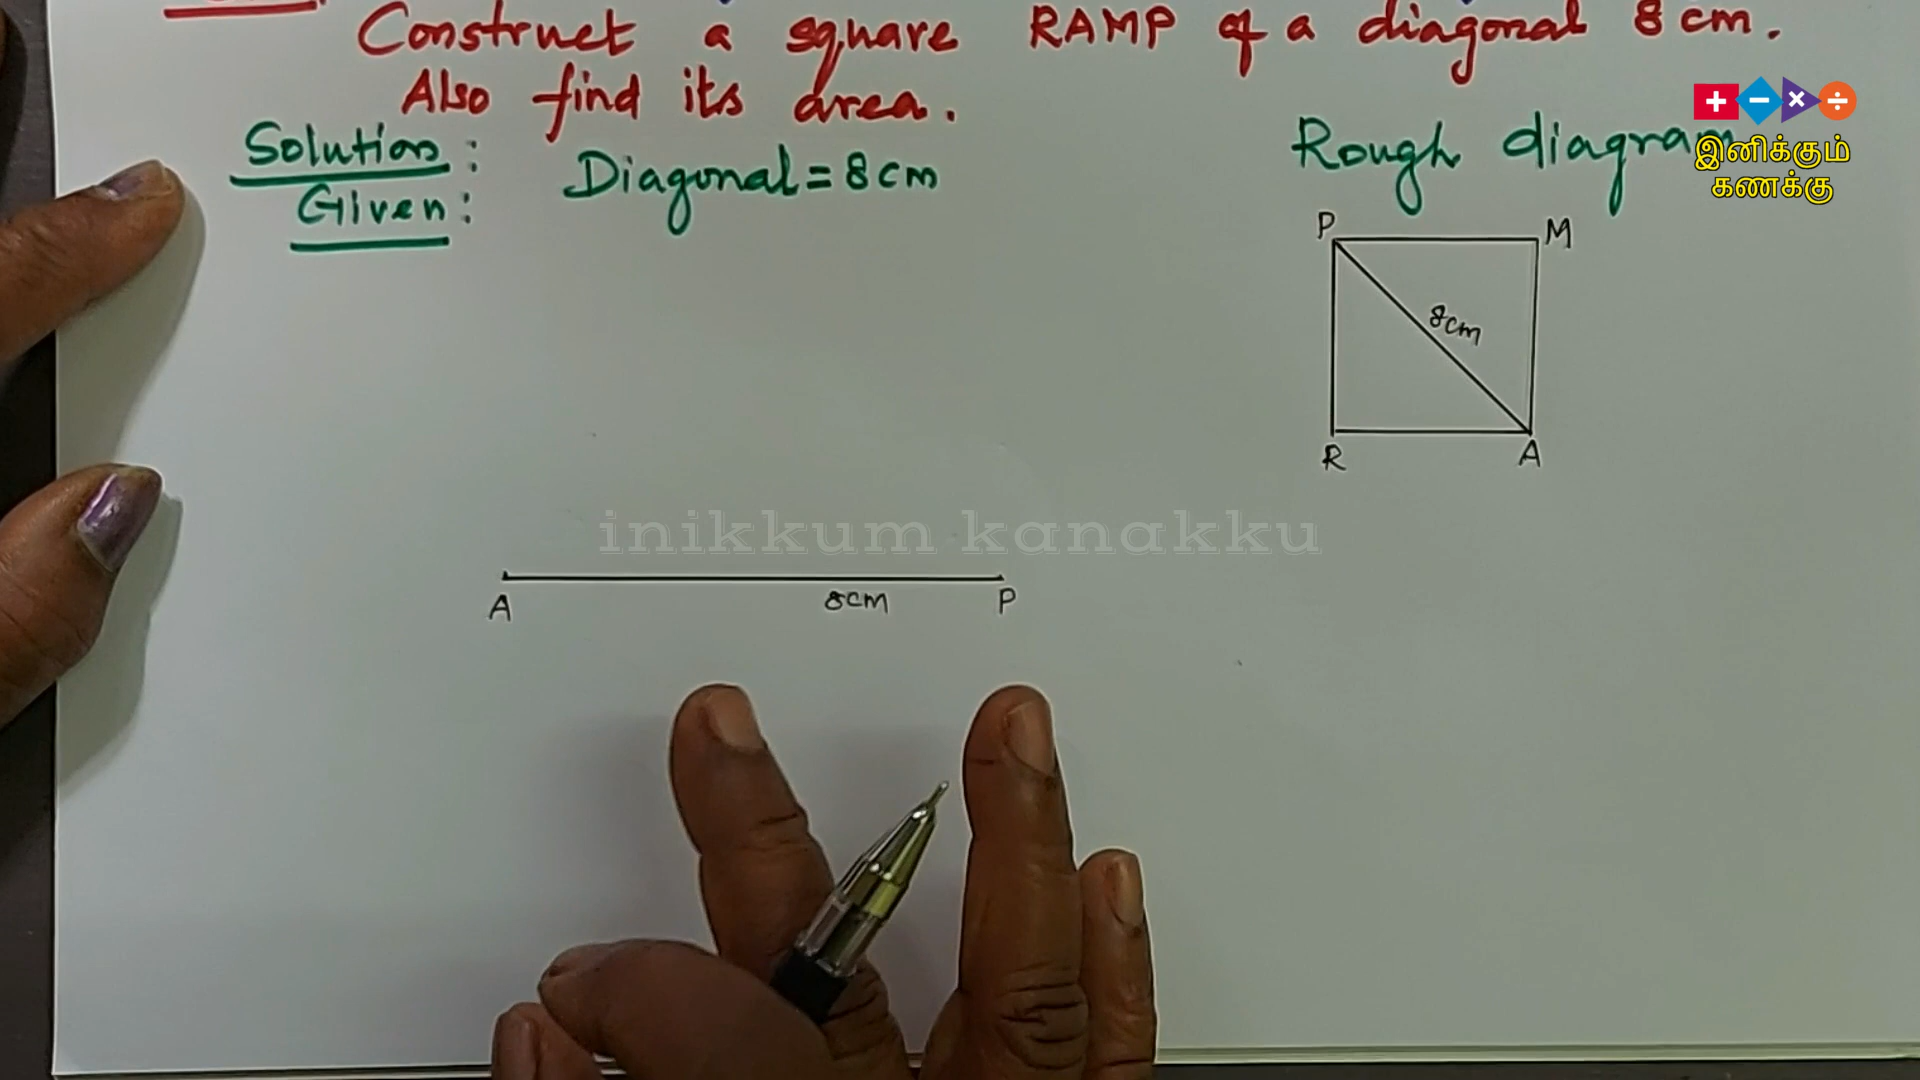 Construct a square RAMP of a diagonal 8 cm.
Also find its area.
Solution:
Given: Diagonal = 8 cm
Rough diagram
இனிக்கும்
கணக்கு
P M
8cm
R A
inikkum kanakku
A 8cm P